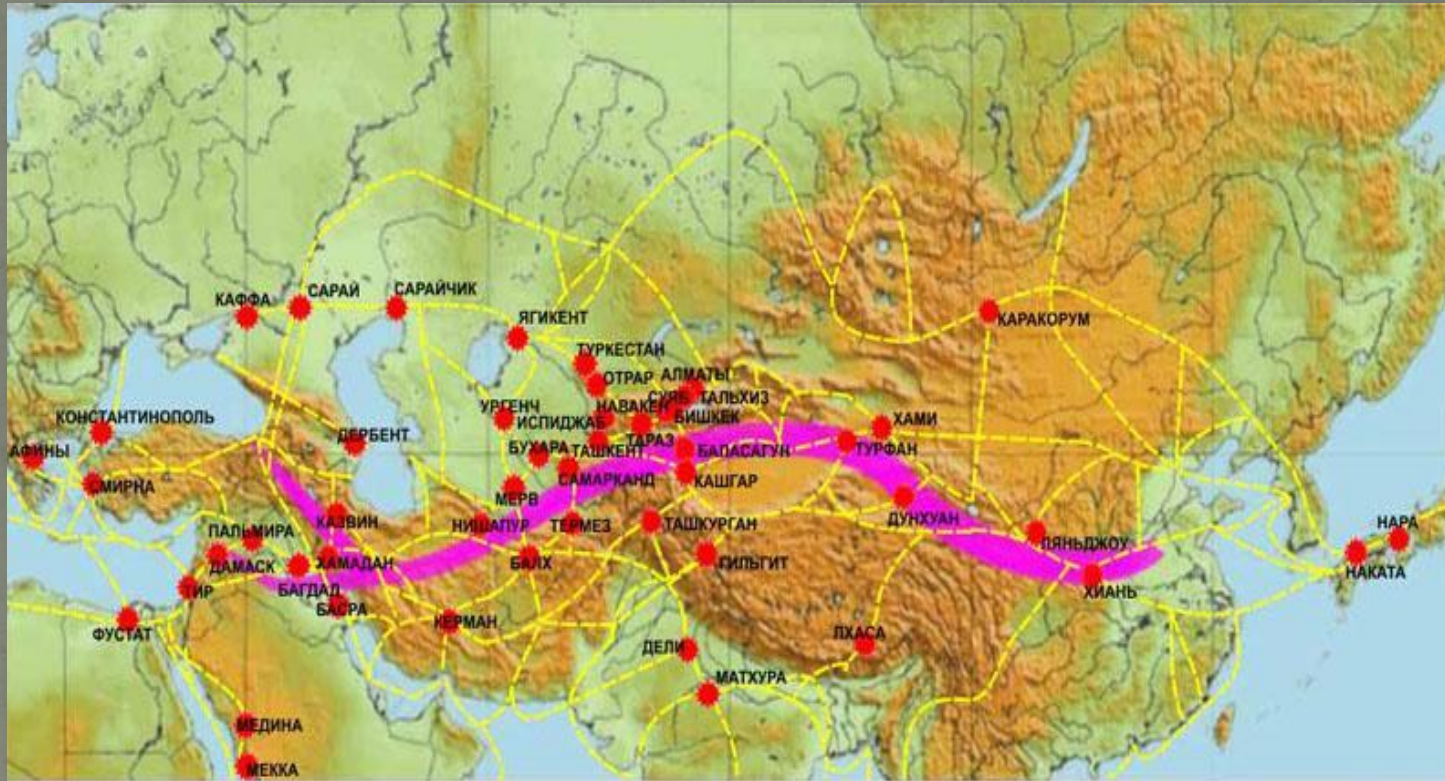 КАФФА
САРАЙ
САРАЙЧИК
ЯГИКЕНТ
КАРАКОРУМ
ТУРКЕСТАН
ОТРАР
АЛМАТЫ
СУЯБ
ТАЛЬХИЗ
НАВАКЕН
БИШКЕК
УРГЕНЧ
ИСПИДЖАБ
КОНСТАНТИНОПОЛЬ
ДЕРБЕНТ
ХАМИ
АФИНЫ
БУХАРА
ТАШКЕНТ
ТАРАЗ
БАЛАСАГУН
ТУРФАН
СМИРНА
МЕРВ
САМАРКАНД
КАШГАР
КАЗВИН
НИШАПУР
ТЕРМЕЗ
ТАШКУРГАН
ДУНХУАН
ПАЛЬМИРА
НАРА
ЛЯНЬДЖОУ
ДАМАСК
ХАМАДАН
БАЛХ
ГИЛЬГИТ
НАКАТА
ТИР
БАГДАД
ХИАНЬ
БАСРА
КЕРМАН
ФУСТАТ
ЛХАСА
ДЕЛИ
МАТХУРА
МЕДИНА
МЕККА